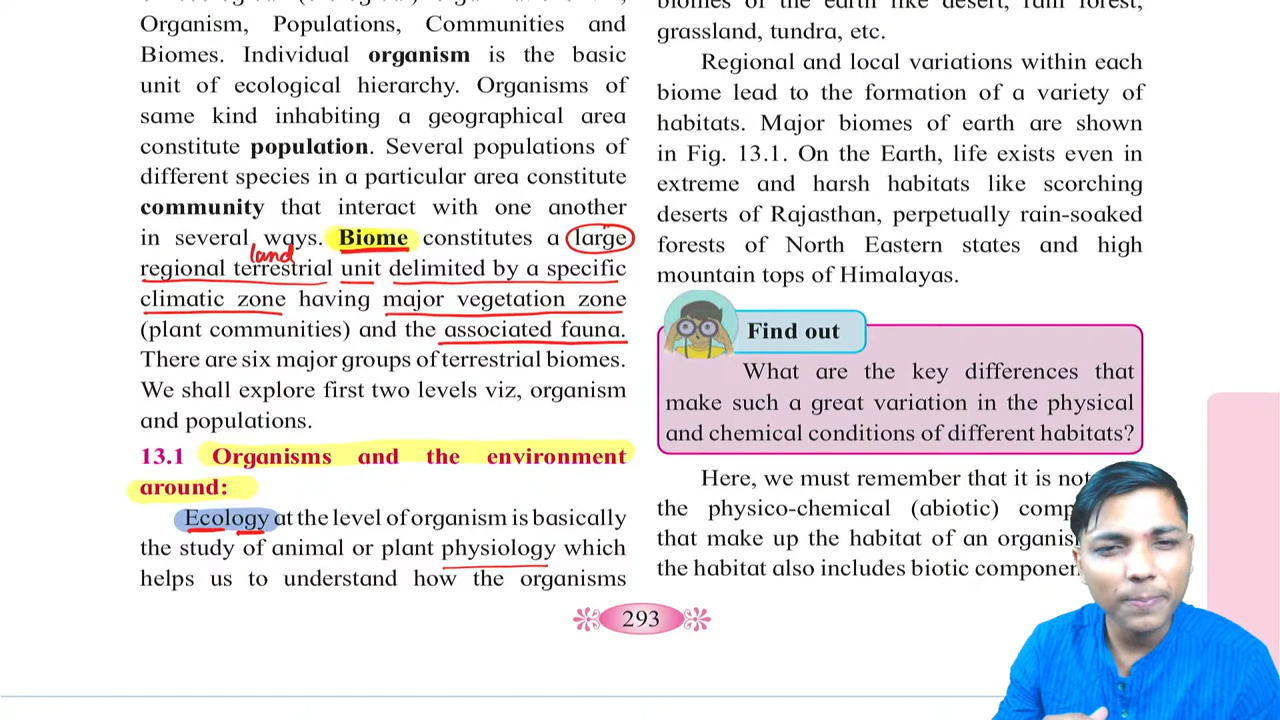 Organism, Populations, Communities and
Biomes. Individual organism is the basic
unit of ecological hierarchy. Organisms of
same kind inhabiting a geographical area
constitute population. Several populations of
different species in a particular area constitute
community that interact with one another
in several ways. Biome constitutes a large
land
regional terrestrial unit delimited by a specific
climatic zone having major vegetation zone
(plant communities) and the associated fauna.
There are six major groups of terrestrial biomes.
We shall explore first two levels viz, organism
and populations.
13.1 Organisms and the environment
around:
Ecology at the level of organism is basically
the study of animal or plant physiology which
helps us to understand how the organisms
biomes of the earth like desert, rain forest,
grassland, tundra, etc.
Regional and local variations within each
biome lead to the formation of a variety of
habitats. Major biomes of earth are shown
in Fig. 13.1. On the Earth, life exists even in
extreme and harsh habitats like scorching
deserts of Rajasthan, perpetually rain-soaked
forests of North Eastern states and high
mountain tops of Himalayas.
Find out
What are the key differences that
make such a great variation in the physical
and chemical conditions of different habitats?
Here, we must remember that it is not
the physico-chemical (abiotic) comp
that make up the habitat of an organis
the habitat also includes biotic componen
293